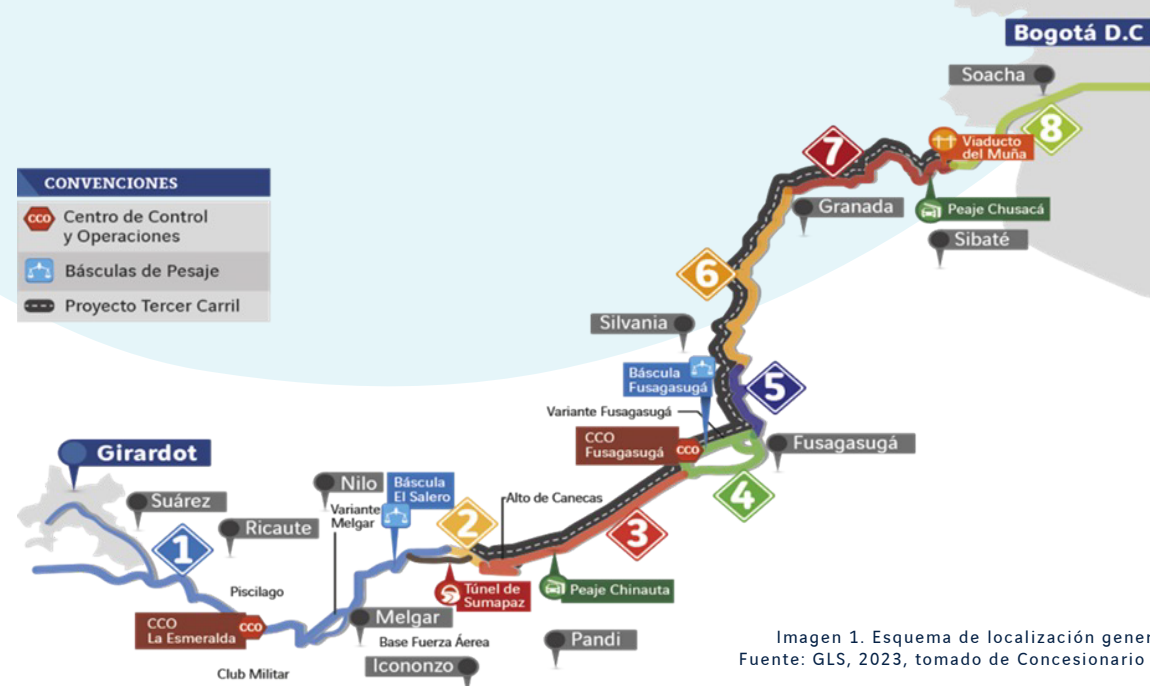 Bogotá D.C
Soacha
8
7
Viaducto
del Muña
Granada
Peaje Chusacá
Sibaté
CONVENCIONES
CCO
Centro de Control
y Operaciones
Básculas de Pesaje
Proyecto Tercer Carril
6
Silvania
Báscula
Fusagasugá
5
Variante Fusagasugá
CCO
Fusagasugá
CCO
Fusagasugá
4
Girardot
Suárez
Nilo
Báscula
El Salero
Variante
Melgar
Alto de Canecas
Ricaute
1
2
3
Piscilago
Túnel de
Sumapaz
Peaje Chinauta
CCO
La Esmeralda
CCO
Melgar
Base Fuerza Áerea
Pandi
Icononzo
Club Militar
Imagen 1. Esquema de localización gener
Fuente: GLS, 2023, tomado de Concesionario